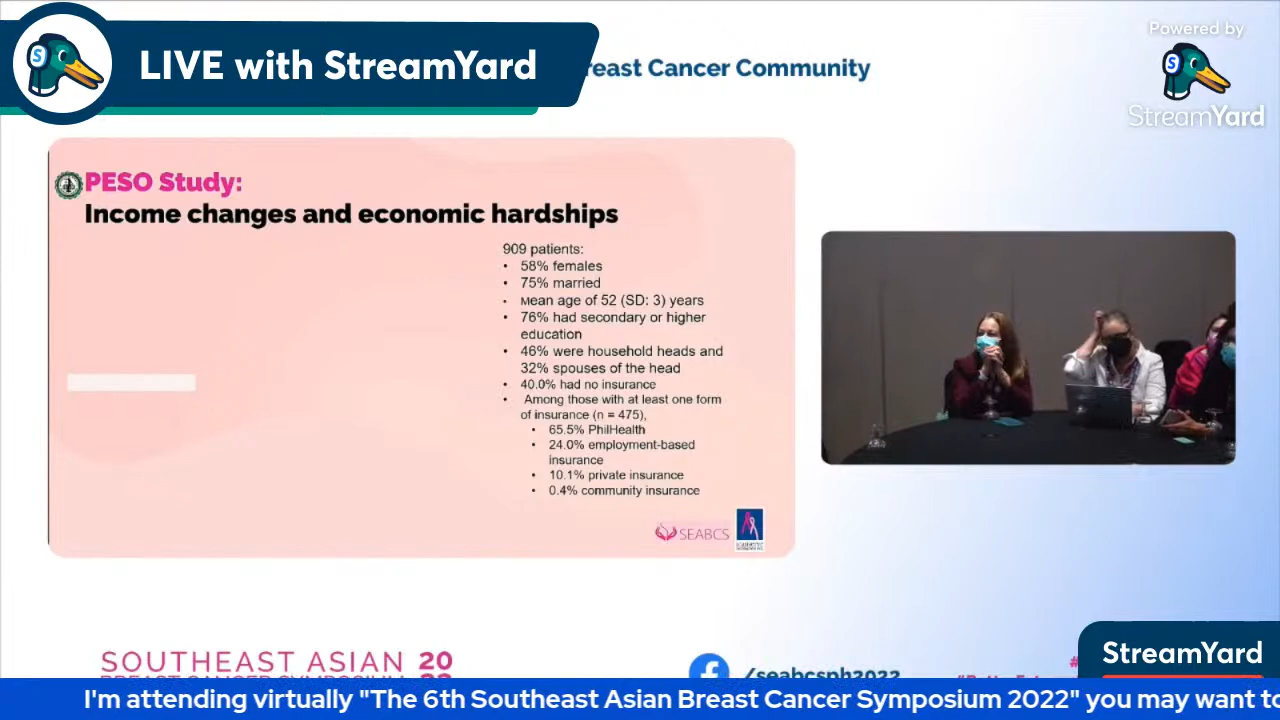 LIVE with StreamYard
reast Cancer Community
Powered by
StreamYard
PESO Study:
Income changes and economic hardships
909 patients:
• 58% females
• 75% married
• Mean age of 52 (SD: 3) years
• 76% had secondary or higher
education
• 46% were household heads and
32% spouses of the head
• 40.0% had no insurance
• Among those with at least one form
of insurance (n = 475),
• 65.5% PhilHealth
• 24.0% employment-based
insurance
• 10.1% private insurance
• 0.4% community insurance
SEABCS
SOUTHEAST ASIAN 20
BREAST CANCER SYMPOSIUM 22
/seabcsph2022
#
StreamYard
I'm attending virtually "The 6th Southeast Asian Breast Cancer Symposium 2022" you may want to